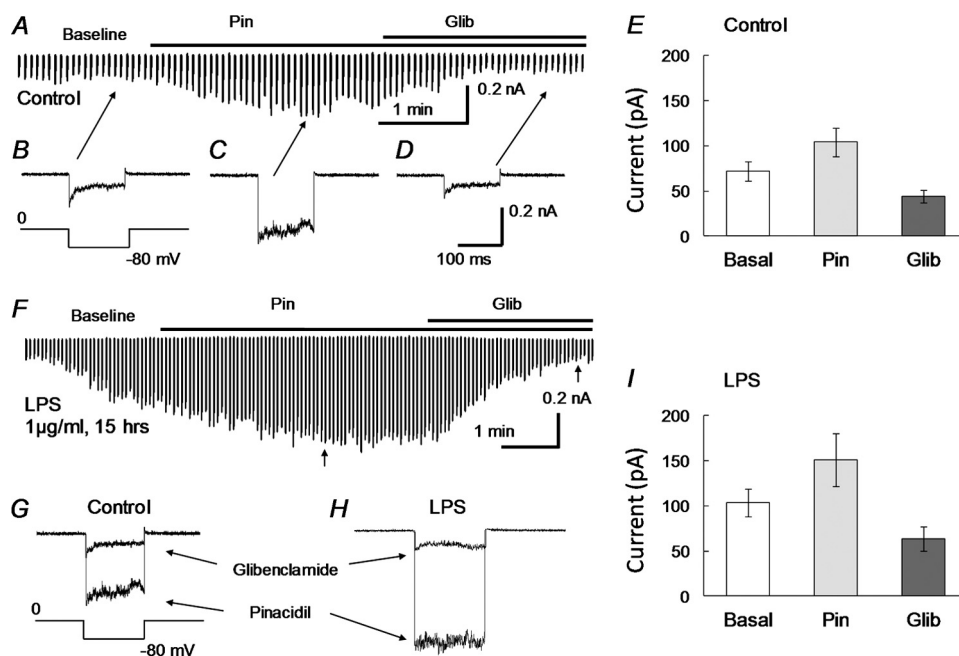 A
Baseline
Pin
Glib
Control
1 min
0.2 nA
B
C
D
0
-80 mV
0.2 nA
100 ms
E
Control
Current (pA)
200
150
100
50
0
Basal
Pin
Glib
F
Baseline
Pin
Glib
LPS
1µg/ml, 15 hrs
0.2 nA
1 min
G
Control
H
LPS
Glibenclamide
Pinacidil
0
-80 mV
I
LPS
Current (pA)
200
150
100
50
0
Basal
Pin
Glib